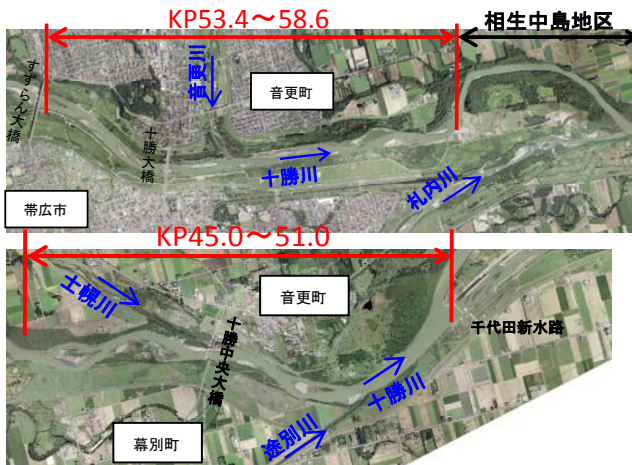 KP53.4～58.6
相生中島地区
すずらん大橋
音更川
音更町
十勝大橋
十勝川
札内川
帯広市
KP45.0～51.0
士幌川
音更町
十勝中央大橋
千代田新水路
十勝川
途別川
幕別町